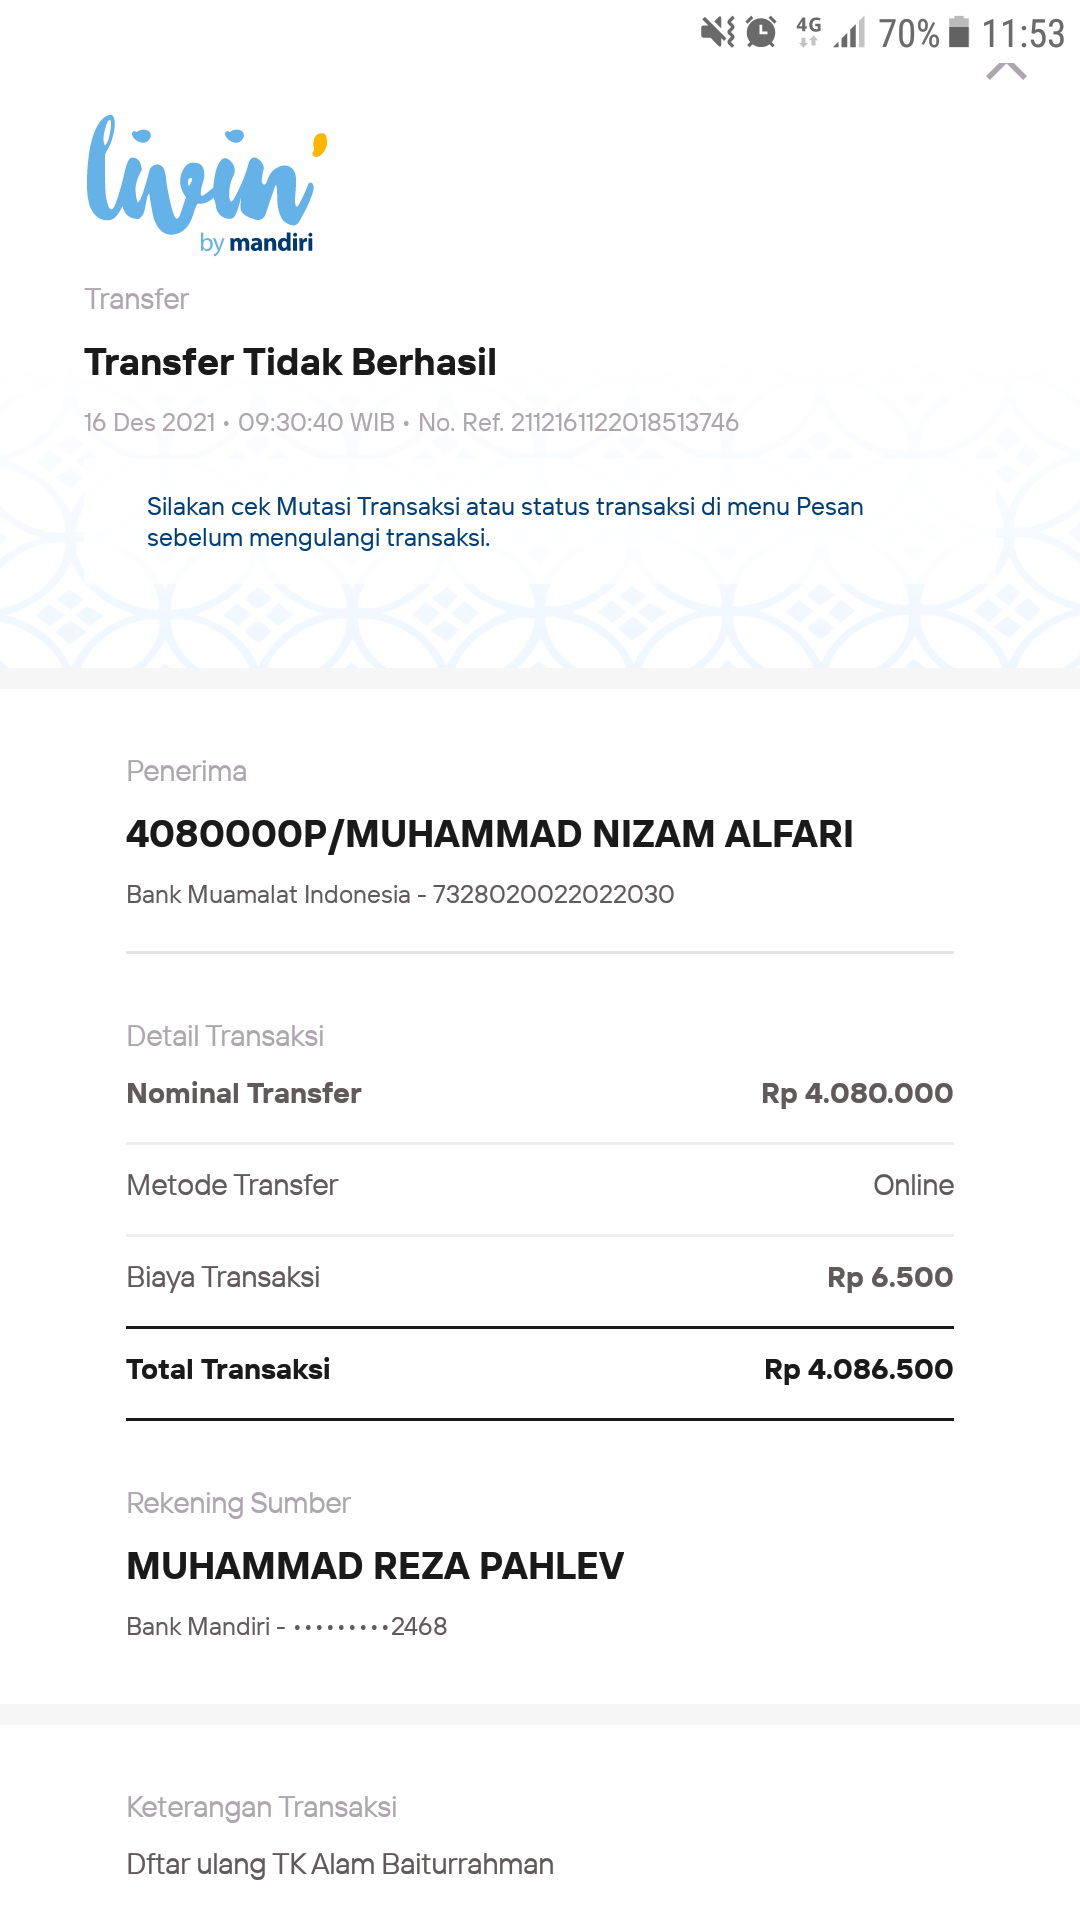 4G 70% 11:53
livin'
by mandiri
Transfer
Transfer Tidak Berhasil
16 Des 2021 • 09:30:40 WIB • No. Ref. 2112161122018513746
Silakan cek Mutasi Transaksi atau status transaksi di menu Pesan
sebelum mengulangi transaksi.
Penerima
4080000P/MUHAMMAD NIZAM ALFARI
Bank Muamalat Indonesia - 7328020022022030
Detail Transaksi
Nominal Transfer Rp 4.080.000
Metode Transfer Online
Biaya Transaksi Rp 6.500
Total Transaksi Rp 4.086.500
Rekening Sumber
MUHAMMAD REZA PAHLEV
Bank Mandiri - •••••••••2468
Keterangan Transaksi
Dftar ulang TK Alam Baiturrahman